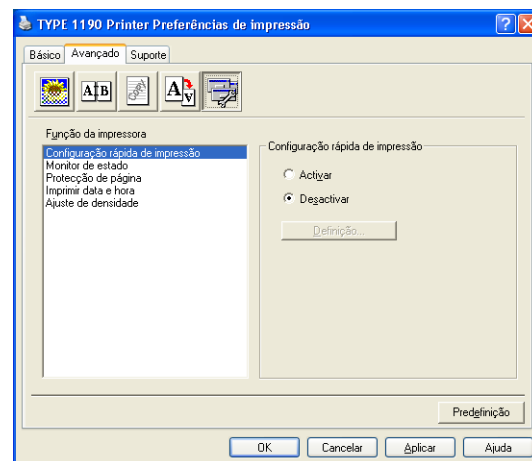 TYPE 1190 Printer Preferências de impressão
Básico
Avançado
Suporte
A B
A
Função da impressora
Configuração rápida de impressão
Monitor de estado
Protecção de página
Imprimir data e hora
Ajuste de densidade
Configuração rápida de impressão
Activar
Desactivar
Definição...
Predefinição
OK
Cancelar
Aplicar
Ajuda